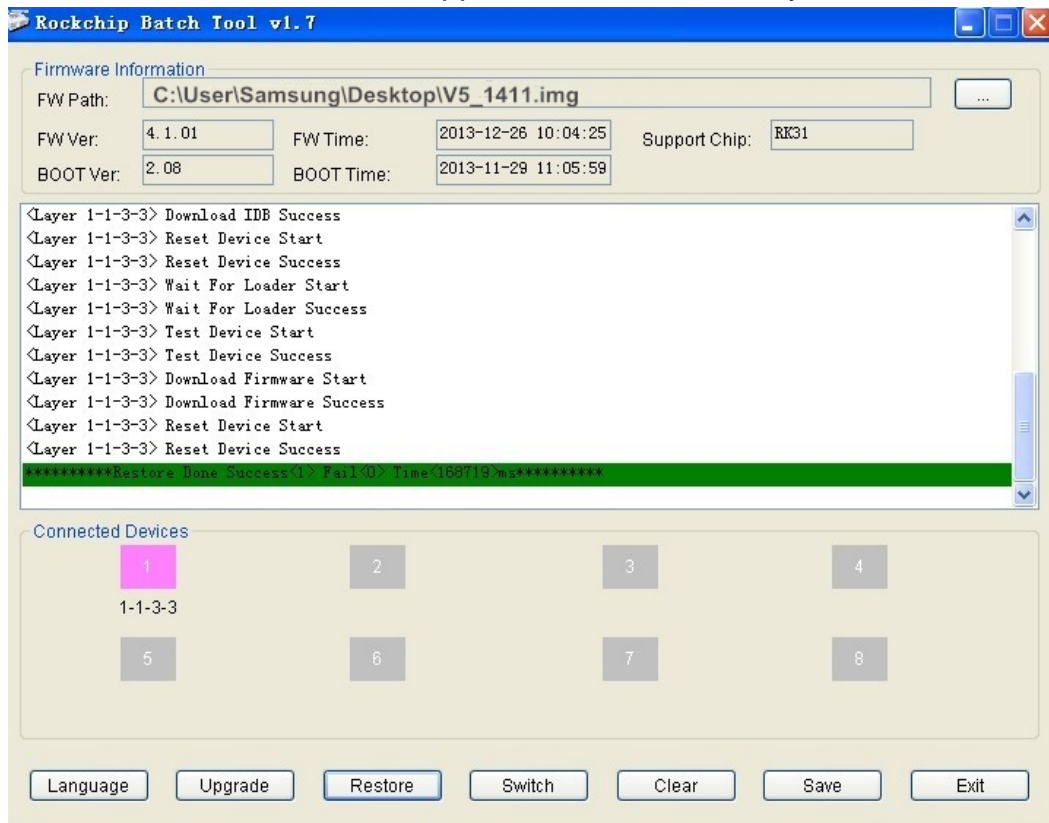 Rockchip Batch Tool v1.7
Firmware Information
FW Path: C:\User\Samsung\Desktop\V5_1411.img ...
FW Ver: 4.1.01 FW Time: 2013-12-26 10:04:25 Support Chip: RK31
BOOT Ver: 2.08 BOOT Time: 2013-11-29 11:05:59
<Layer 1-1-3-3> Download IDB Success
<Layer 1-1-3-3> Reset Device Start
<Layer 1-1-3-3> Reset Device Success
<Layer 1-1-3-3> Wait For Loader Start
<Layer 1-1-3-3> Wait For Loader Success
<Layer 1-1-3-3> Test Device Start
<Layer 1-1-3-3> Test Device Success
<Layer 1-1-3-3> Download Firmware Start
<Layer 1-1-3-3> Download Firmware Success
<Layer 1-1-3-3> Reset Device Start
<Layer 1-1-3-3> Reset Device Success
**********Restore Done Success<1> Fail<0> Time<168719>ms**********
Connected Devices
1 2 3 4
1-1-3-3
5 6 7 8
Language Upgrade Restore Switch Clear Save Exit